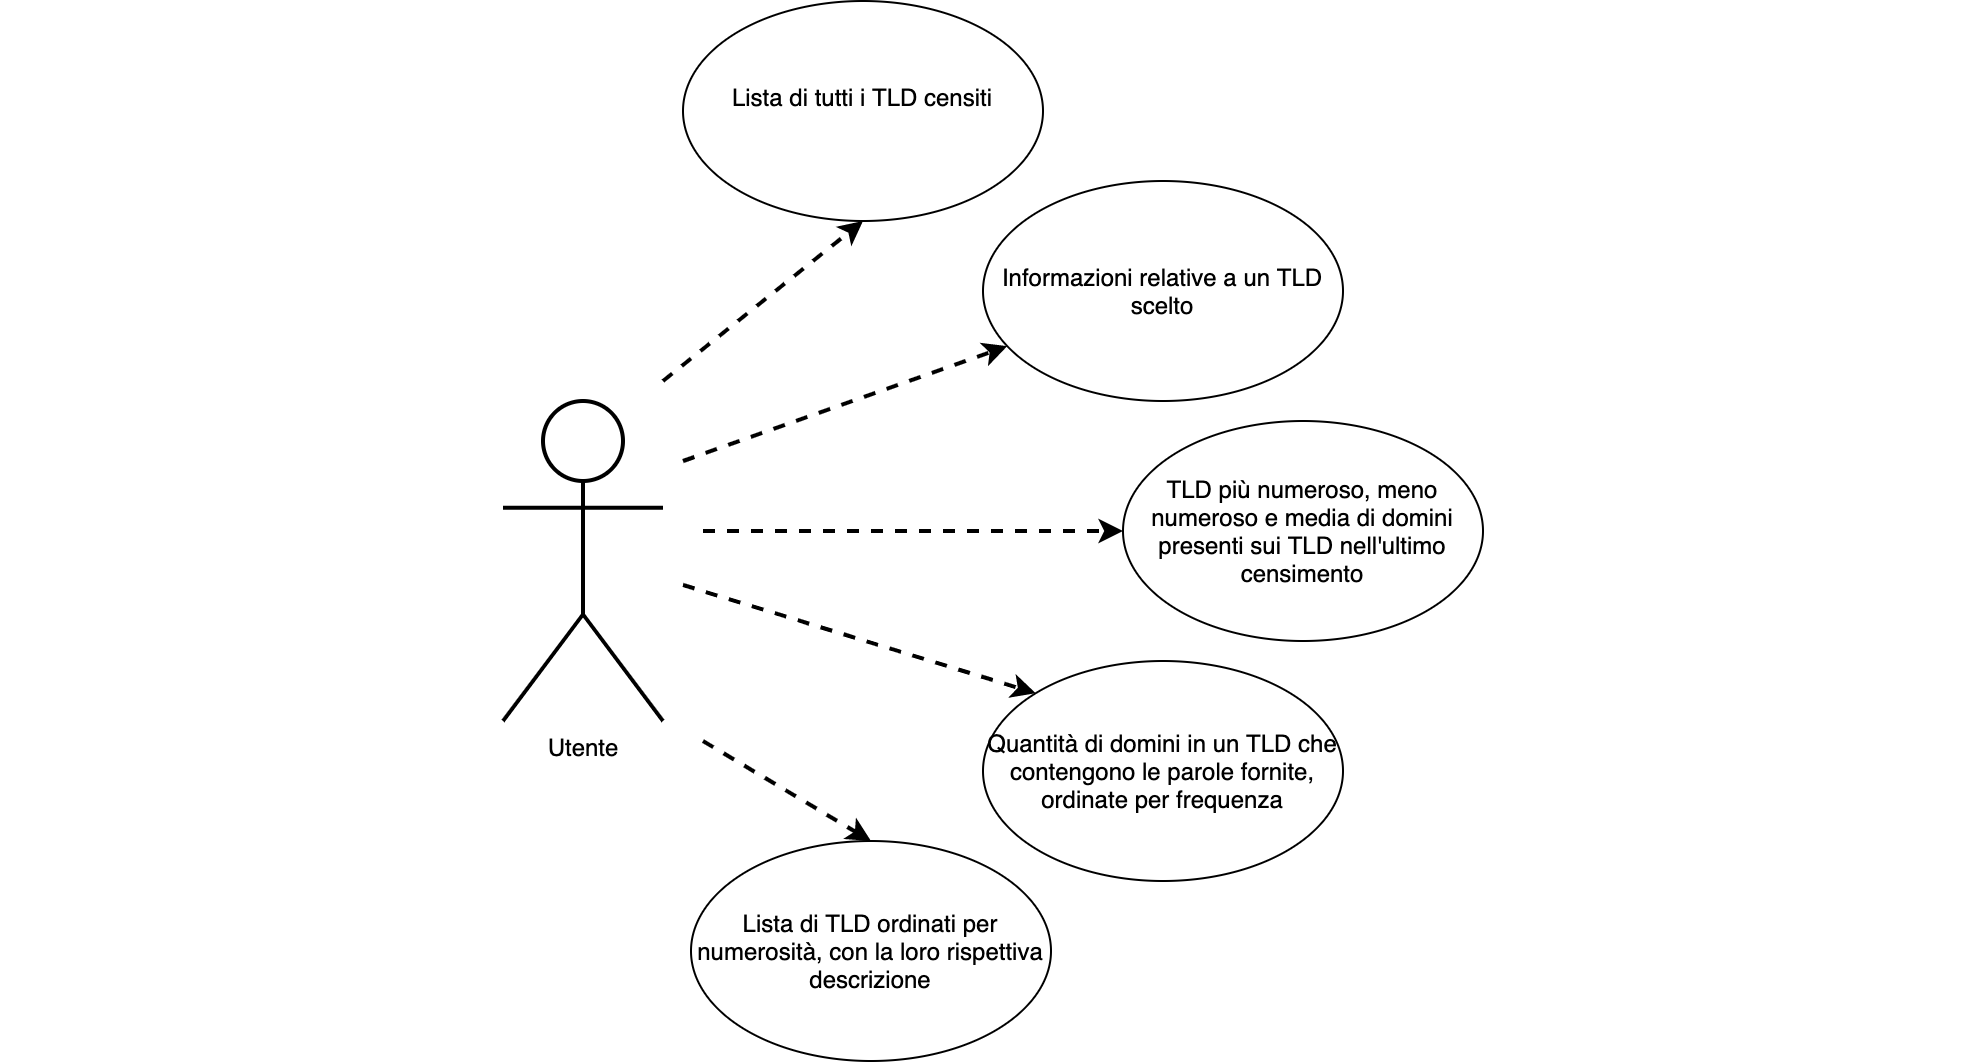 Lista di tutti i TLD censiti
Informazioni relative a un TLD
scelto
TLD più numeroso, meno
numeroso e media di domini
presenti sui TLD nell'ultimo
censimento
Utente
Quantità di domini in un TLD che
contengono le parole fornite,
ordinate per frequenza
Lista di TLD ordinati per
numerosità, con la loro rispettiva
descrizione